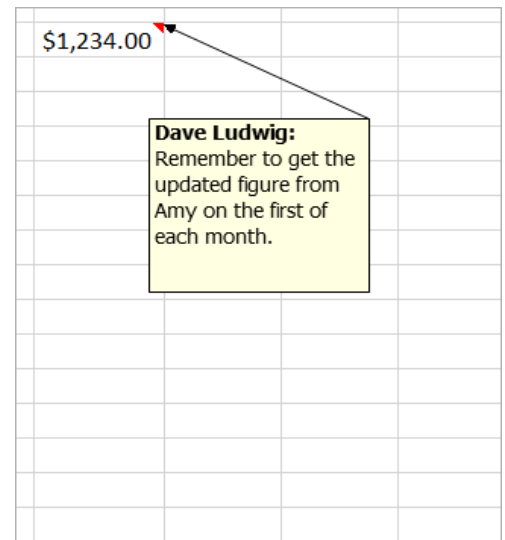 $1,234.00
Dave Ludwig:
Remember to get the
updated figure from
Amy on the first of
each month.